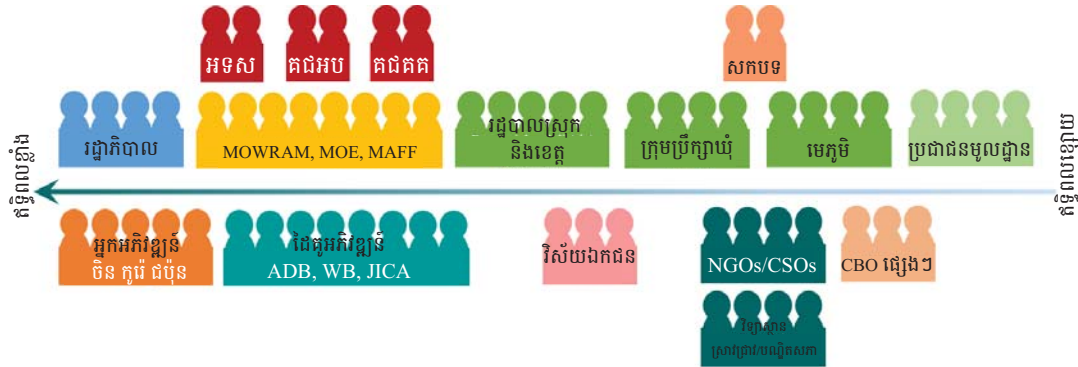 អទស
គជអប
គជគគ
សកបទ
រដ្ឋាភិបាល
MOWRAM, MOE, MAFF
រដ្ឋបាលស្រុក
និងខេត្ត
ក្រុមប្រឹក្សាឃុំ
មេភូមិ
ប្រជាជនមូលដ្ឋាន
ឥទ្ធិពលខ្លាំង
ឥទ្ធិពលខ្សោយ
អ្នកអភិវឌ្ឍន៍
ចិន កូរ៉េ ជប៉ុន
ដៃគូអភិវឌ្ឍន៍
ADB, WB, JICA
វិស័យឯកជន
NGOs/CSOs
CBO ផ្សេងៗ
វិទ្យាស្ថាន
ស្រាវជ្រាវ/បណ្ឌិតសភា